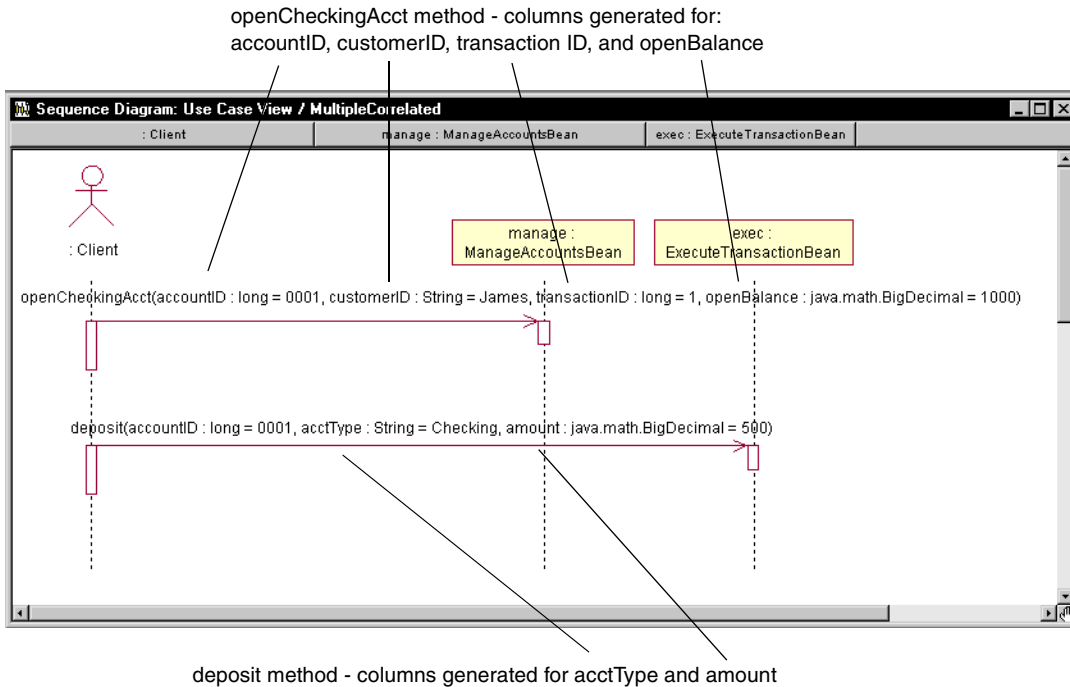 openCheckingAcct method - columns generated for:
accountID, customerID, transaction ID, and openBalance
Sequence Diagram: Use Case View / MultipleCorrelated
: Client
manage : ManageAccountsBean
exec : ExecuteTransactionBean
: Client
manage :
ManageAccountsBean
exec :
ExecuteTransactionBean
openCheckingAcct(accountID : long = 0001, customerID : String = James, transactionID : long = 1, openBalance : java.math.BigDecimal = 1000)
deposit(accountID : long = 0001, acctType : String = Checking, amount : java.math.BigDecimal = 500)
deposit method - columns generated for acctType and amount